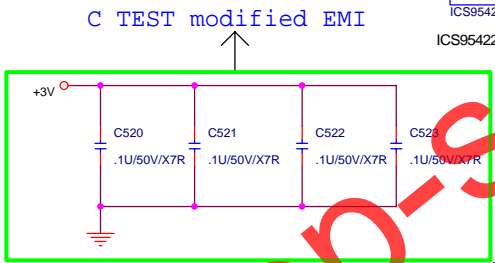 C TEST modified EMI
ICS9542
ICS95422
+3V
C520
C521
C522
C523
.1U/50V/X7R
.1U/50V/X7R
.1U/50V/X7R
.1U/50V/X7R
n-s